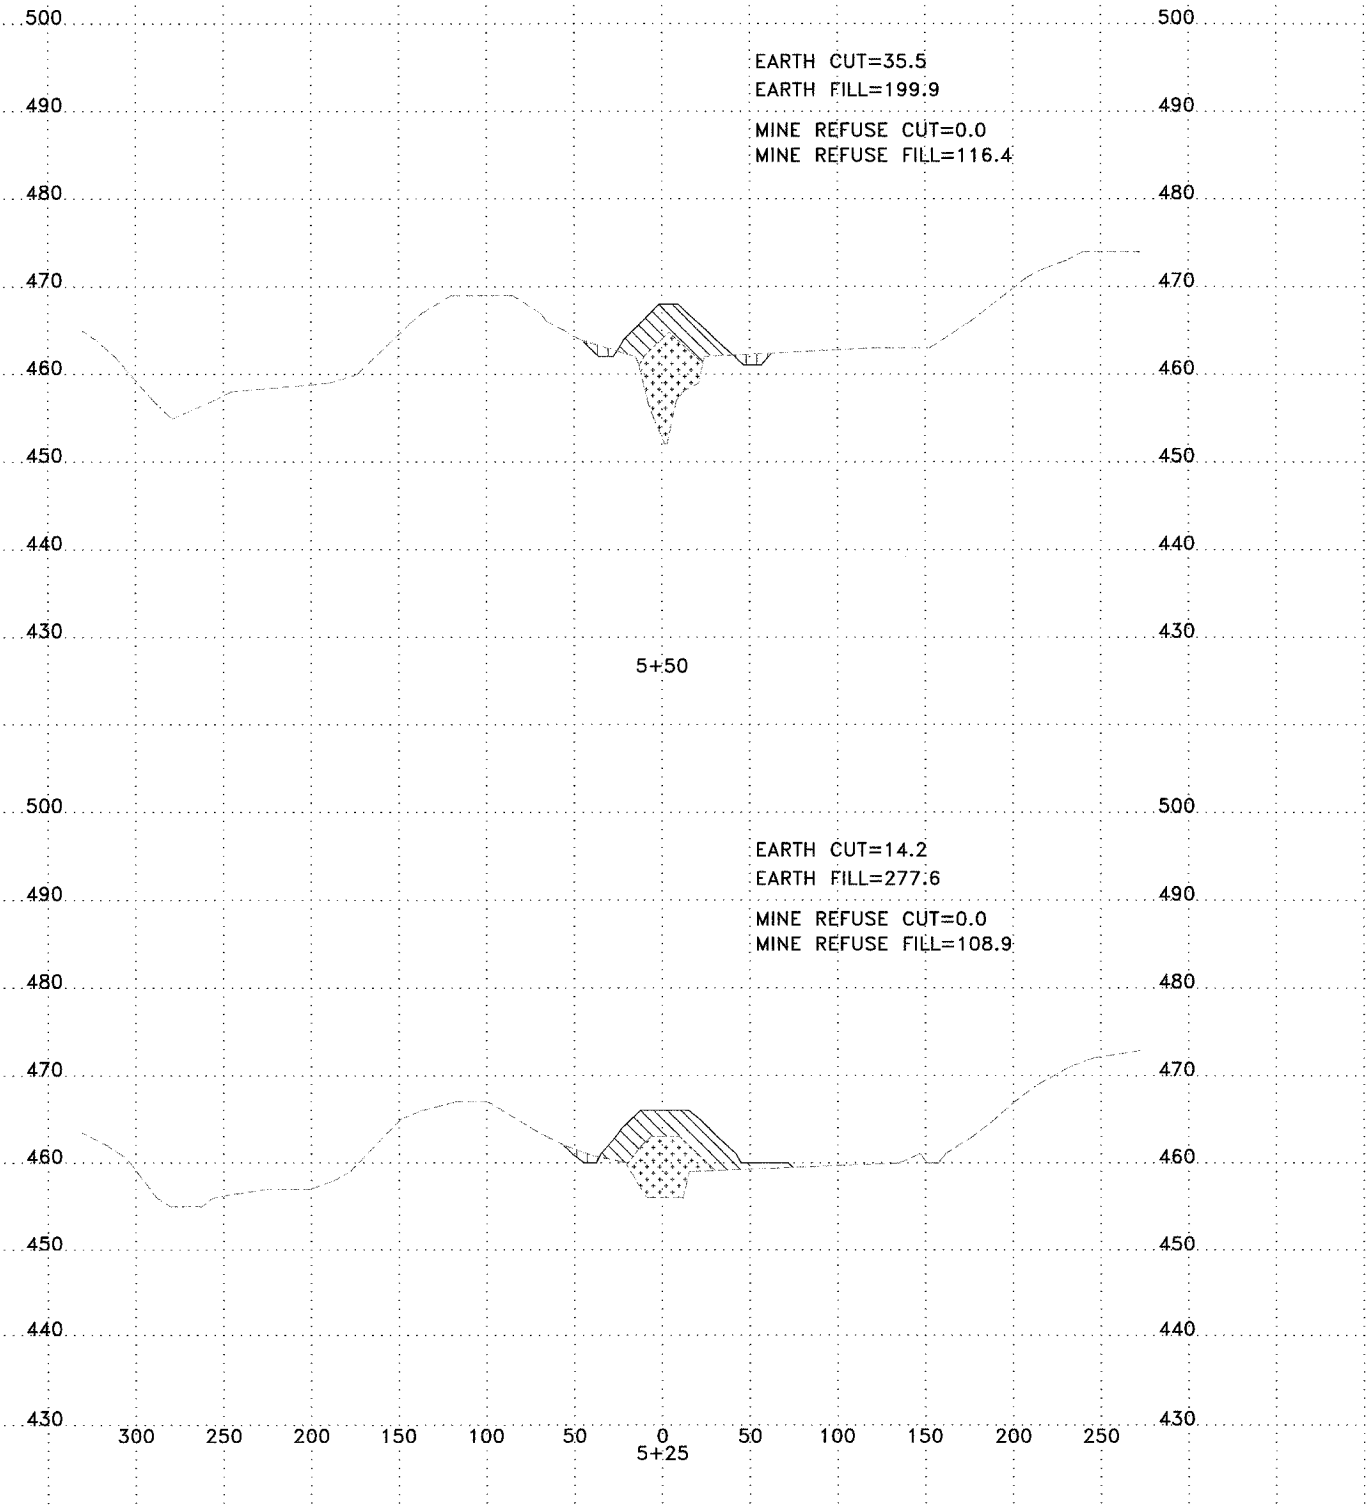 500 500
EARTH CUT=35.5
EARTH FILL=199.9
490 490
MINE REFUSE CUT=0.0
MINE REFUSE FILL=116.4
480 480
470 470
460 460
450 450
440 440
430 430
5+50
500 500
EARTH CUT=14.2
EARTH FILL=277.6
490 490
MINE REFUSE CUT=0.0
MINE REFUSE FILL=108.9
480 480
470 470
460 460
450 450
440 440
430 430
300 250 200 150 100 50 0 50 100 150 200 250
5+25